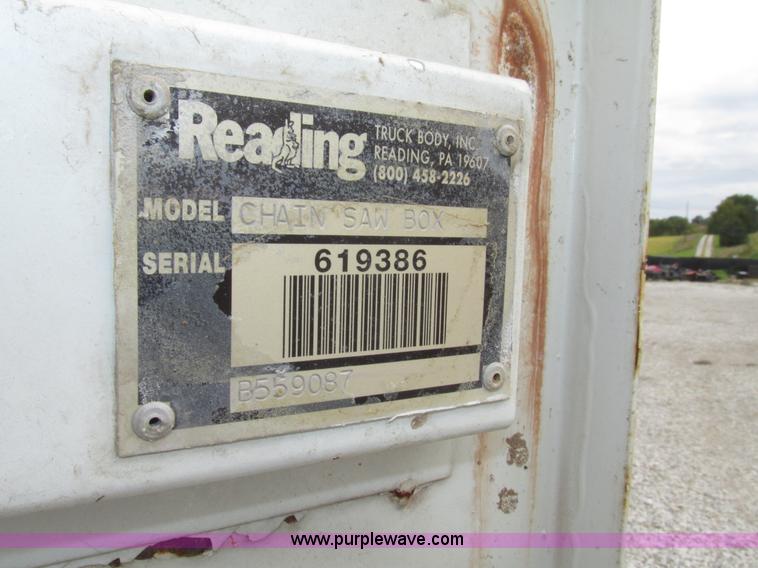 Reading
TRUCK BODY, INC.
READING, PA 19607
(800) 458-2226
MODEL CHAIN SAW BOX
SERIAL 619386
B559087
www.purplewave.com